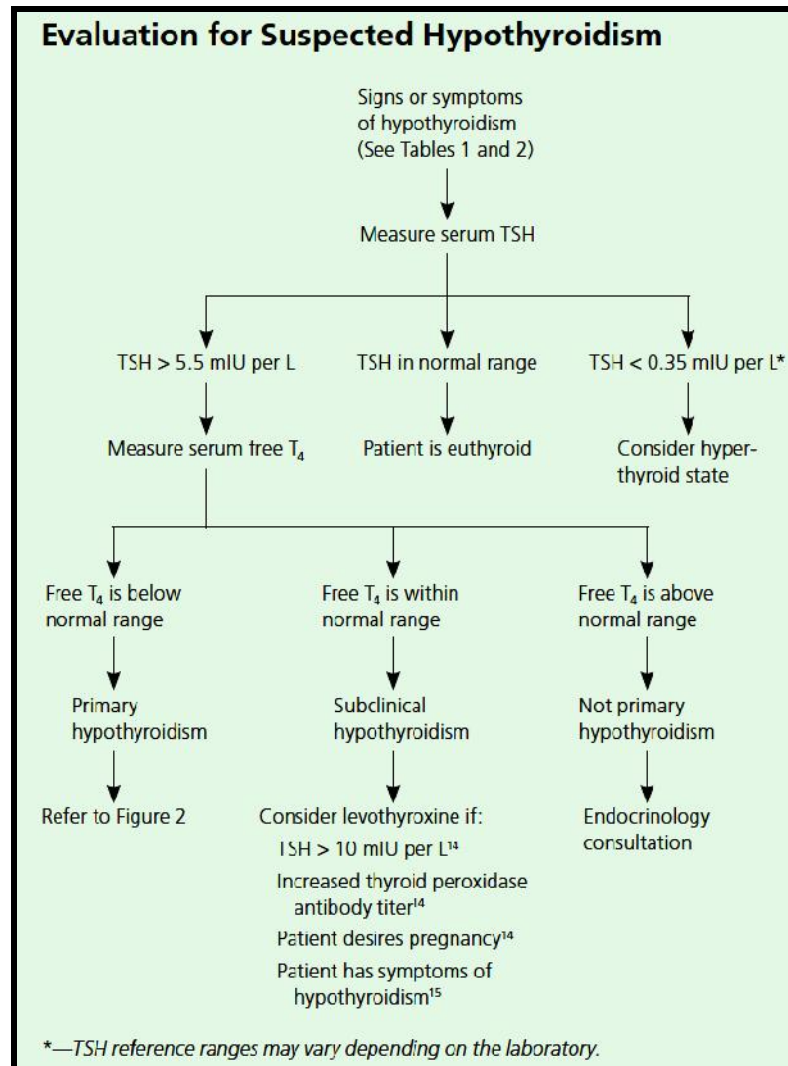 Evaluation for Suspected Hypothyroidism
Signs or symptoms
of hypothyroidism
(See Tables 1 and 2)
Measure serum TSH
TSH > 5.5 mIU per L
TSH in normal range
TSH < 0.35 mIU per L*
Measure serum free T₄
Patient is euthyroid
Consider hyper-
thyroid state
Free T₄ is below
normal range
Free T₄ is within
normal range
Free T₄ is above
normal range
Primary
hypothyroidism
Subclinical
hypothyroidism
Not primary
hypothyroidism
Refer to Figure 2
Consider levothyroxine if:
TSH > 10 mIU per L¹⁴
Increased thyroid peroxidase
antibody titer¹⁴
Patient desires pregnancy¹⁴
Patient has symptoms of
hypothyroidism¹⁵
Endocrinology
consultation
*—TSH reference ranges may vary depending on the laboratory.